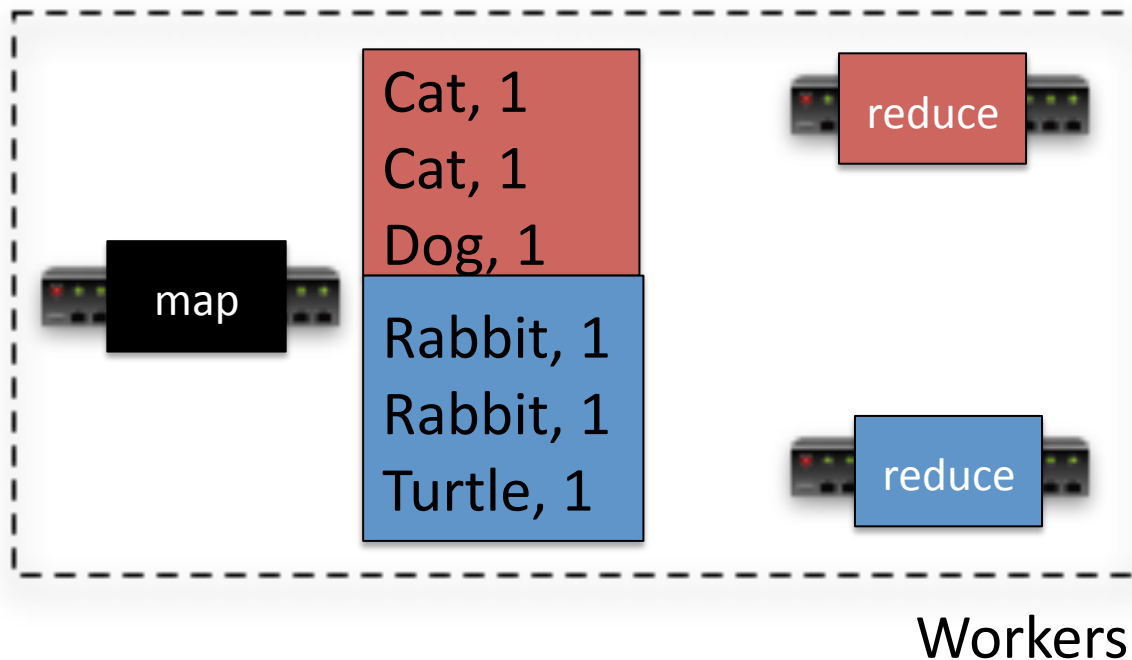 Cat, 1
Cat, 1
Dog, 1
Rabbit, 1
Rabbit, 1
Turtle, 1
map
reduce
reduce
Workers